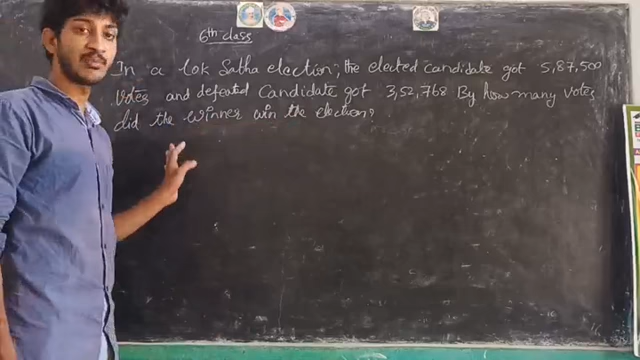 6th class
In a lok Sabha election, the elected candidate got 5,87,500
votes and defeated Candidate got 3,52,768 By how many votes
did the winner win the election?